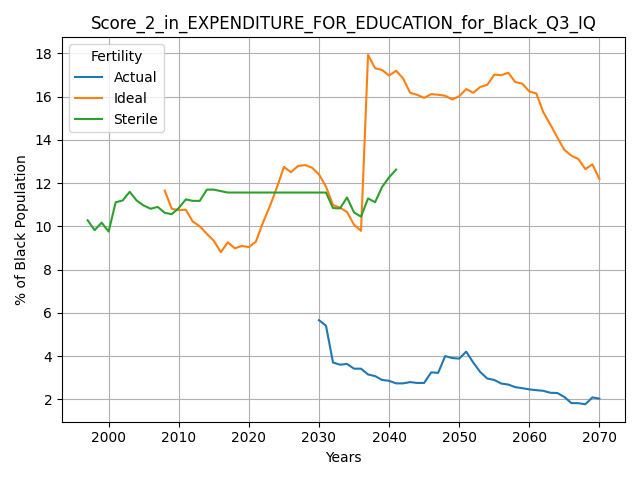 Score_2_in_EXPENDITURE_FOR_EDUCATION_for_Black_Q3_IQ
Fertility
Actual
Ideal
Sterile
% of Black Population
18
16
14
12
10
8
6
4
2
2000 2010 2020 2030 2040 2050 2060 2070
Years